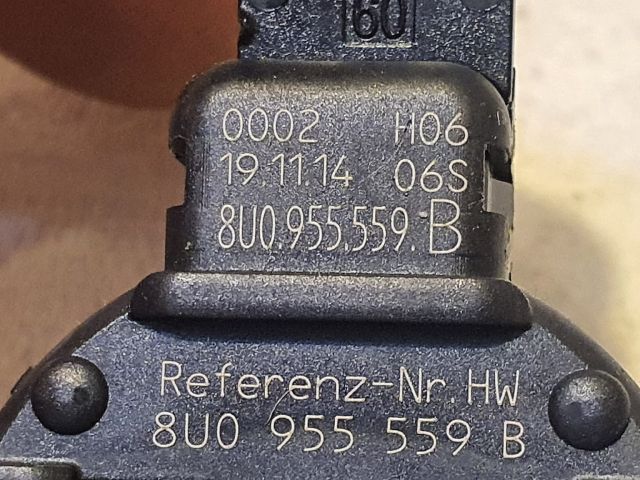 60
0002 H06
19.11.14 06S
8U0.955.559.B
Referenz-Nr.HW
8U0 955 559 B